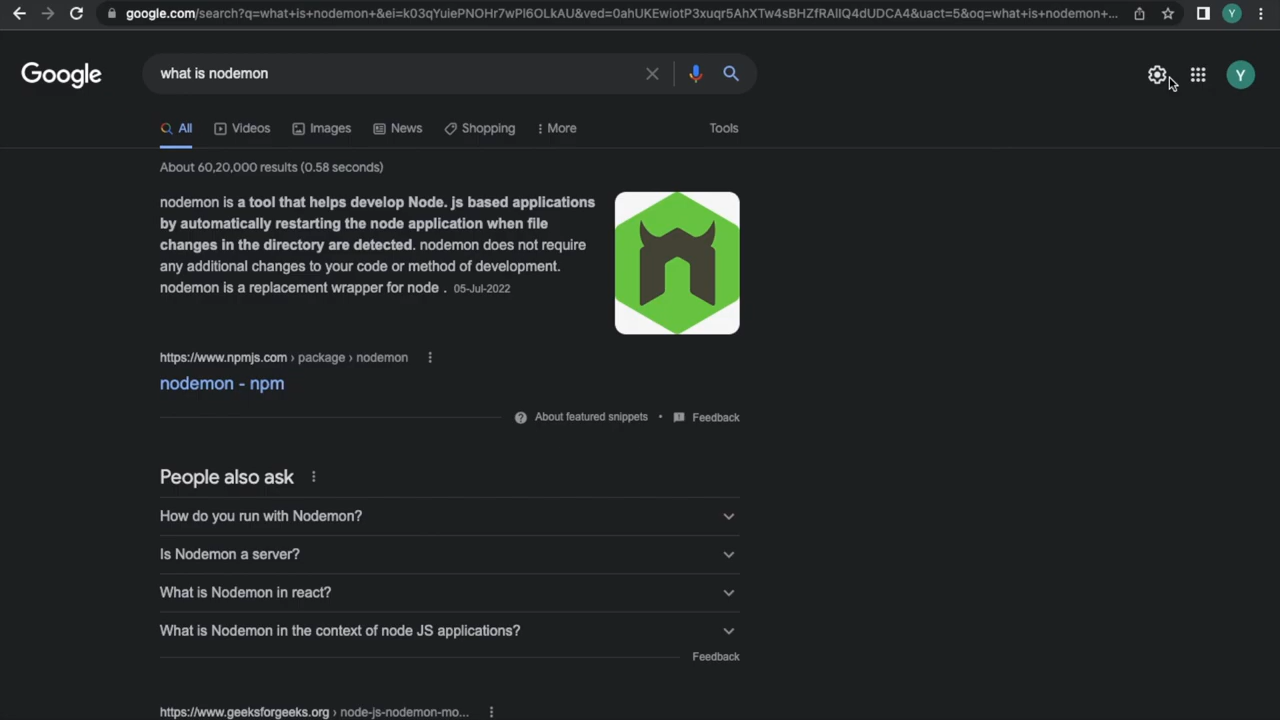 google.com/search?q=what+is+nodemon+&ei=k03qYuiePNOHr7wPl6OLkAU&ved=0ahUKEwiotP3xuqr5AhXTw4sBHZfRAlIQ4dUDCA4&uact=5&oq=what+is+nodemon+...
Y
Google
what is nodemon
Y
All
Videos
Images
News
Shopping
More
Tools
About 60,20,000 results (0.58 seconds)
nodemon is a tool that helps develop Node. js based applications
by automatically restarting the node application when file
changes in the directory are detected. nodemon does not require
any additional changes to your code or method of development.
nodemon is a replacement wrapper for node . 05-Jul-2022
https://www.npmjs.com › package › nodemon
nodemon - npm
About featured snippets • Feedback
People also ask
How do you run with Nodemon?
Is Nodemon a server?
What is Nodemon in react?
What is Nodemon in the context of node JS applications?
Feedback
https://www.geeksforgeeks.org › node-js-nodemon-mo...